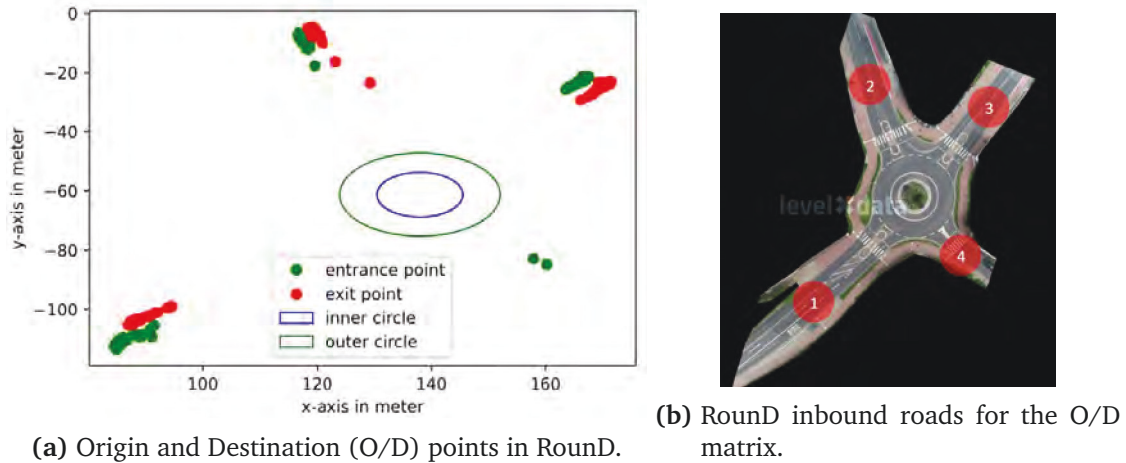 0
−20
−40
−60
−80
−100
y-axis in meter
entrance point
exit point
inner circle
outer circle
100
120
140
160
x-axis in meter
(a) Origin and Destination (O/D) points in RounD.
2
3
level data
4
1
(b) RounD inbound roads for the O/D
matrix.